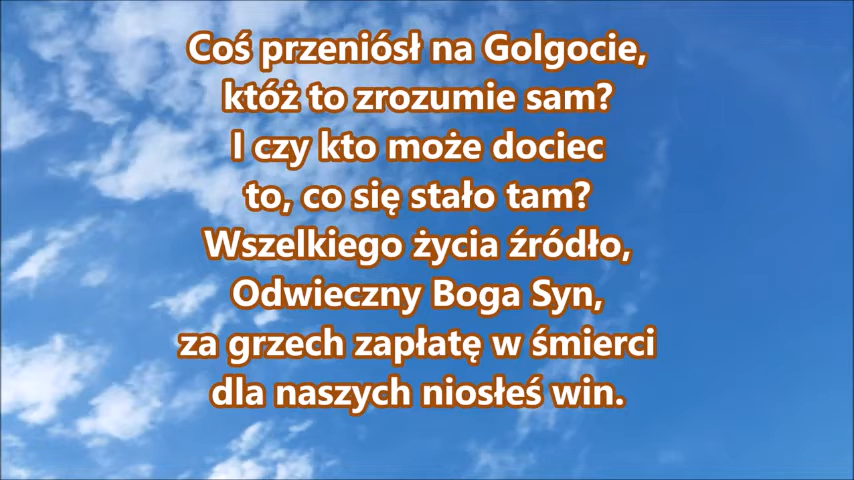 Coś przeniósł na Golgocie,
któż to zrozumie sam?
I czy kto może dociec
to, co się stało tam?
Wszelkiego życia źródło,
Odwieczny Boga Syn,
za grzech zapłatę w śmierci
dla naszych niosłeś win.